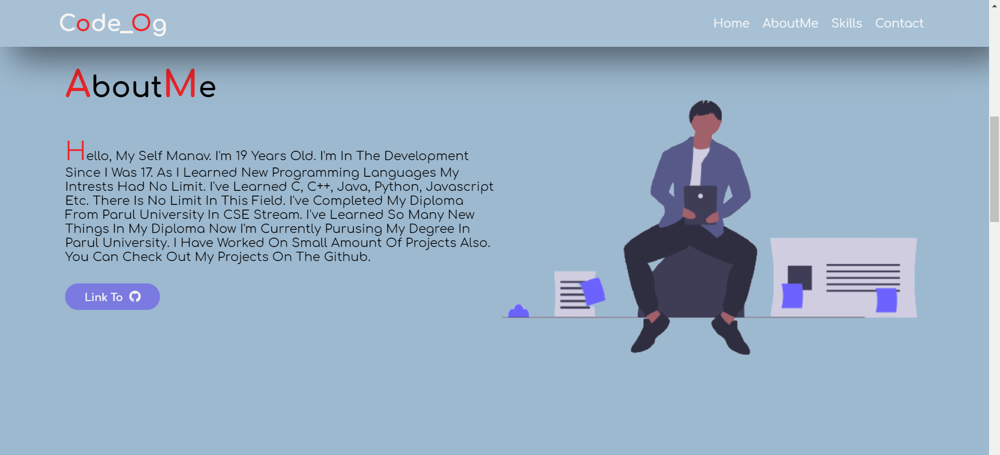 Code_Og
Home AboutMe Skills Contact
AboutMe
Hello, My Self Manav. I'm 19 Years Old. I'm In The Development
Since I Was 17. As I Learned New Programming Languages My
Intrests Had No Limit. I've Learned C, C++, Java, Python, Javascript
Etc. There Is No Limit In This Field. I've Completed My Diploma
From Parul University In CSE Stream. I've Learned So Many New
Things In My Diploma Now I'm Currently Purusing My Degree In
Parul University. I Have Worked On Small Amount Of Projects Also.
You Can Check Out My Projects On The Github.
Link To